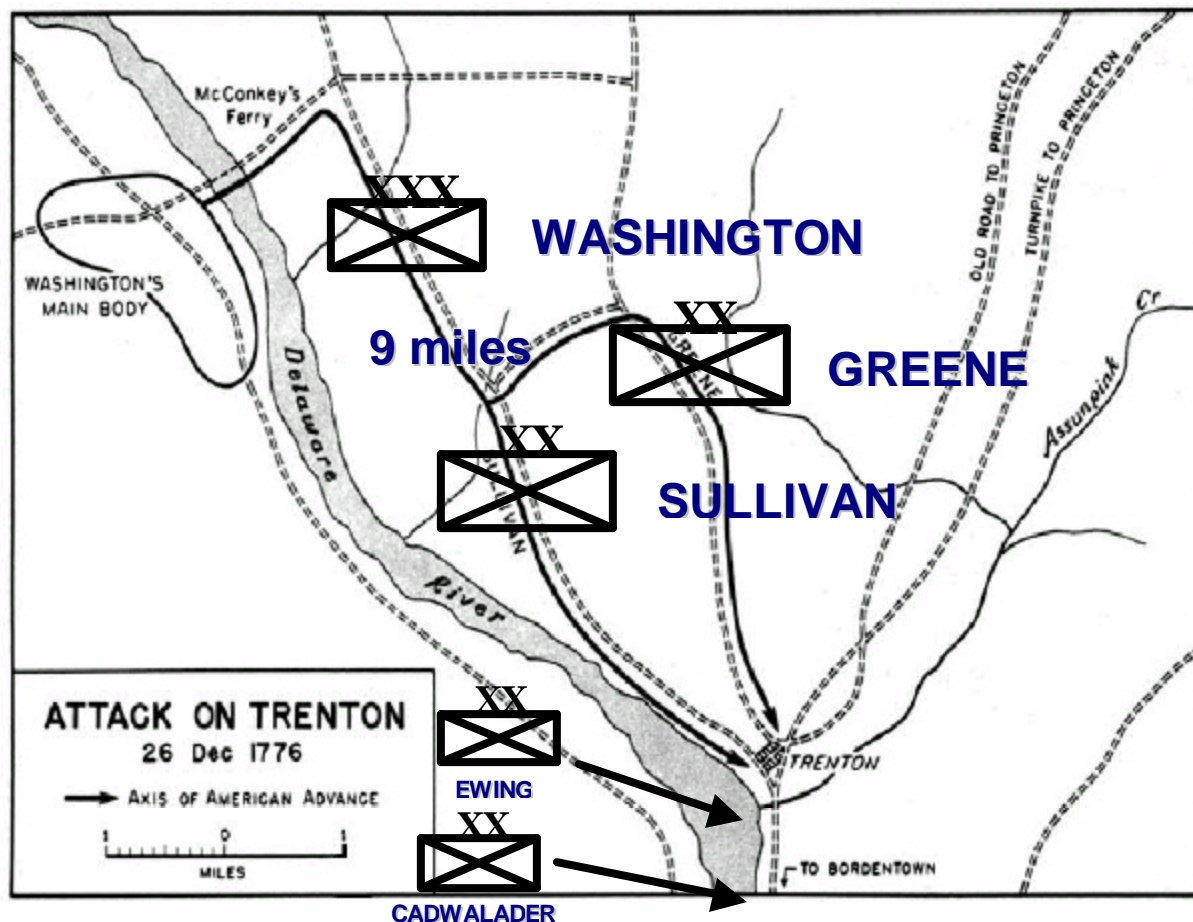 McConkey's
Ferry
XXX
WASHINGTON
WASHINGTON'S
MAIN BODY
OLD ROAD TO PRINCETON
TURNPIKE TO PRINCETON
Cr
Assunpink
XX
GREENE
GREENE
9 miles
Delaware
River
XX
SULLIVAN
SULLIVAN
ATTACK ON TRENTON
26 Dec 1776
AXIS OF AMERICAN ADVANCE
1 0 1
MILES
XX
EWING
XX
CADWALADER
TRENTON
TO BORDENTOWN